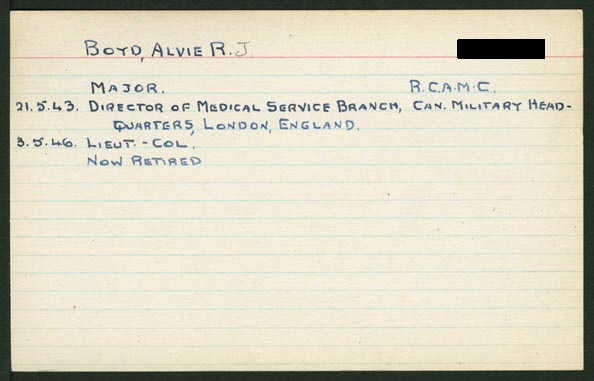 BOYD, ALVIE R.J.
MAJOR. R.C.A.M.C.
21.5.43. DIRECTOR OF MEDICAL SERVICE BRANCH, CAN. MILITARY HEAD-
QUARTERS, LONDON, ENGLAND.
3.5.46. LIEUT.-COL.
NOW RETIRED